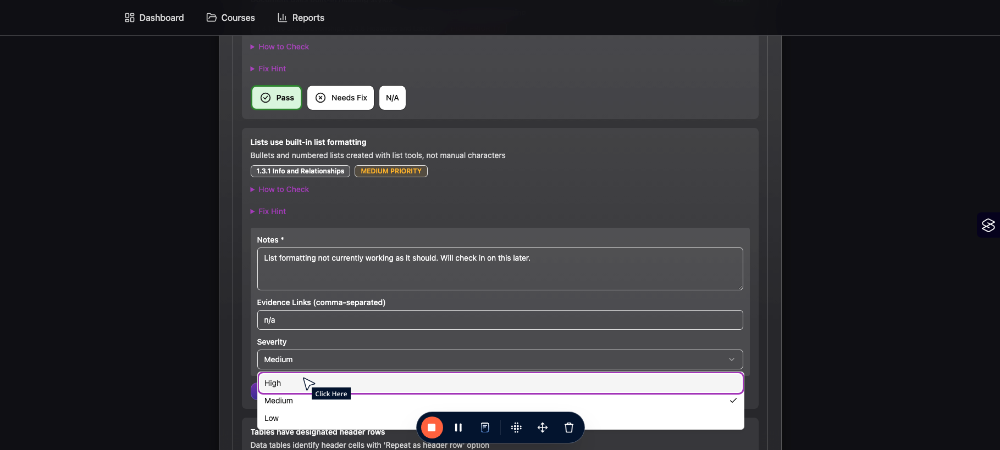 Dashboard
Courses
Reports
How to Check
Fix Hint
Pass
Needs Fix
N/A
Lists use built-in list formatting
Bullets and numbered lists created with list tools, not manual characters
1.3.1 Info and Relationships
MEDIUM PRIORITY
How to Check
Fix Hint
Notes *
List formatting not currently working as it should. Will check in on this later.
Evidence Links (comma-separated)
n/a
Severity
Medium
High
Click Here
Medium
Low
Tables have designated header rows
Data tables identify header cells with 'Repeat as header row' option